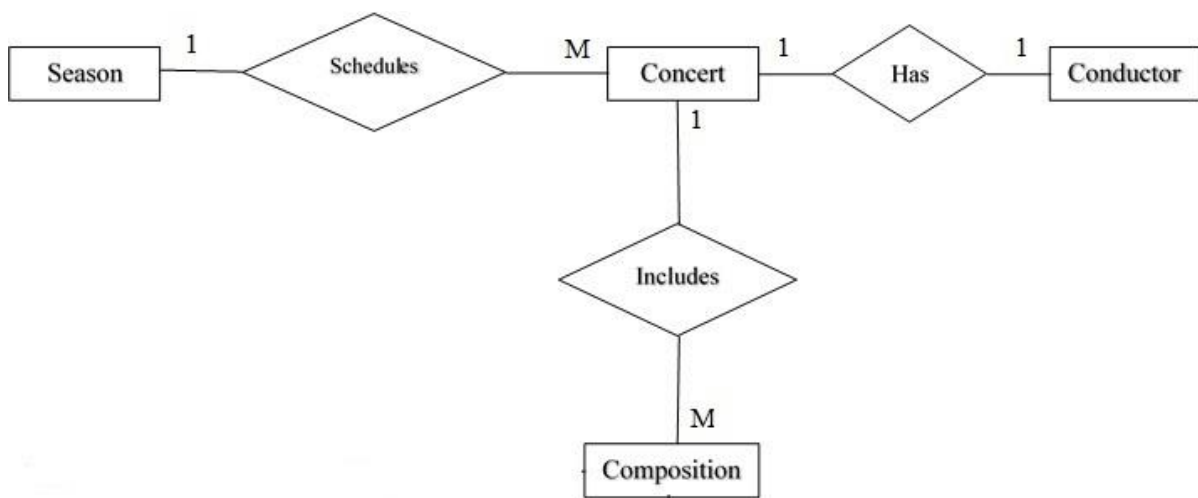 1
Schedules
M
1
1
Season
Concert
Has
Conductor
1
Includes
M
Composition